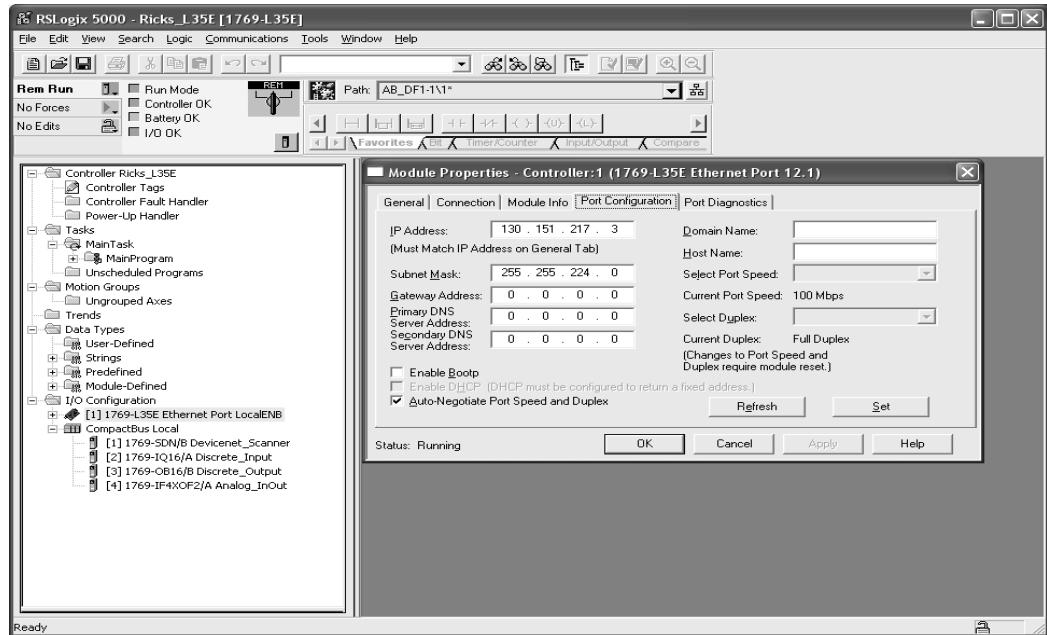 RSLogix 5000 - Ricks_L35E [1769-L35E]
File Edit View Search Logic Communications Tools Window Help
Rem Run
No Forces
No Edits
Run Mode
Controller OK
Battery OK
I/O OK
REM
Path: AB_DF1-1\1*
Favorites Bit Timer/Counter Input/Output Compare
Controller Ricks_L35E
Controller Tags
Controller Fault Handler
Power-Up Handler
Tasks
MainTask
MainProgram
Unscheduled Programs
Motion Groups
Ungrouped Axes
Trends
Data Types
User-Defined
Strings
Predefined
Module-Defined
I/O Configuration
[1] 1769-L35E Ethernet Port LocalENB
CompactBus Local
[1] 1769-SDN/B Devicenet_Scanner
[2] 1769-IQ16/A Discrete_Input
[3] 1769-OB16/B Discrete_Output
[4] 1769-IF4XOF2/A Analog_InOut
Module Properties - Controller:1 (1769-L35E Ethernet Port 12.1)
General Connection Module Info Port Configuration Port Diagnostics
IP Address: 130 . 151 . 217 . 3
(Must Match IP Address on General Tab)
Subnet Mask: 255 . 255 . 224 . 0
Gateway Address: 0 . 0 . 0 . 0
Primary DNS
Server Address: 0 . 0 . 0 . 0
Secondary DNS
Server Address: 0 . 0 . 0 . 0
Enable Bootp
Enable DHCP (DHCP must be configured to return a fixed address.)
Auto-Negotiate Port Speed and Duplex
Domain Name:
Host Name:
Select Port Speed:
Current Port Speed: 100 Mbps
Select Duplex:
Current Duplex: Full Duplex
(Changes to Port Speed and
Duplex require module reset.)
Refresh Set
Status: Running
OK Cancel Apply Help
Ready